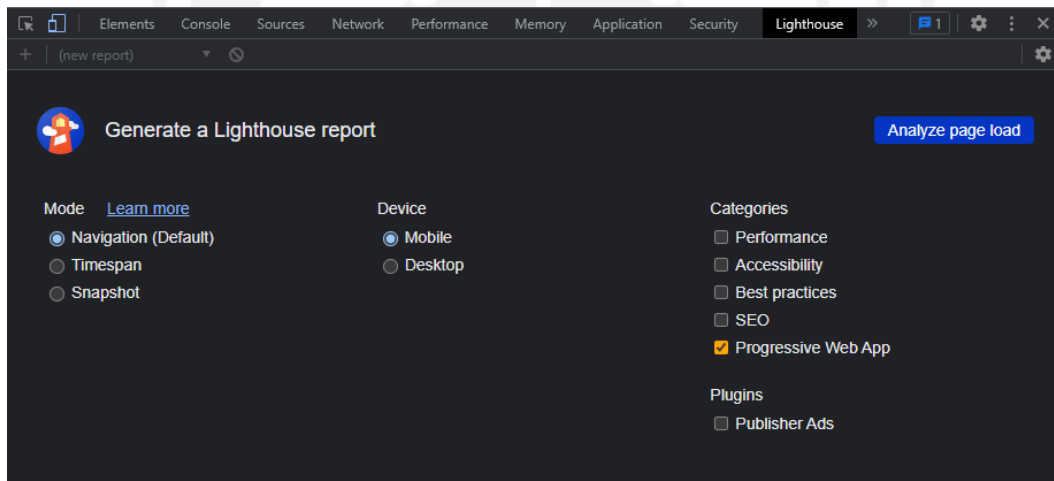 Elements Console Sources Network Performance Memory Application Security Lighthouse » 1
+ (new report)
Generate a Lighthouse report
Analyze page load
Mode Learn more
Navigation (Default)
Timespan
Snapshot
Device
Mobile
Desktop
Categories
Performance
Accessibility
Best practices
SEO
Progressive Web App
Plugins
Publisher Ads